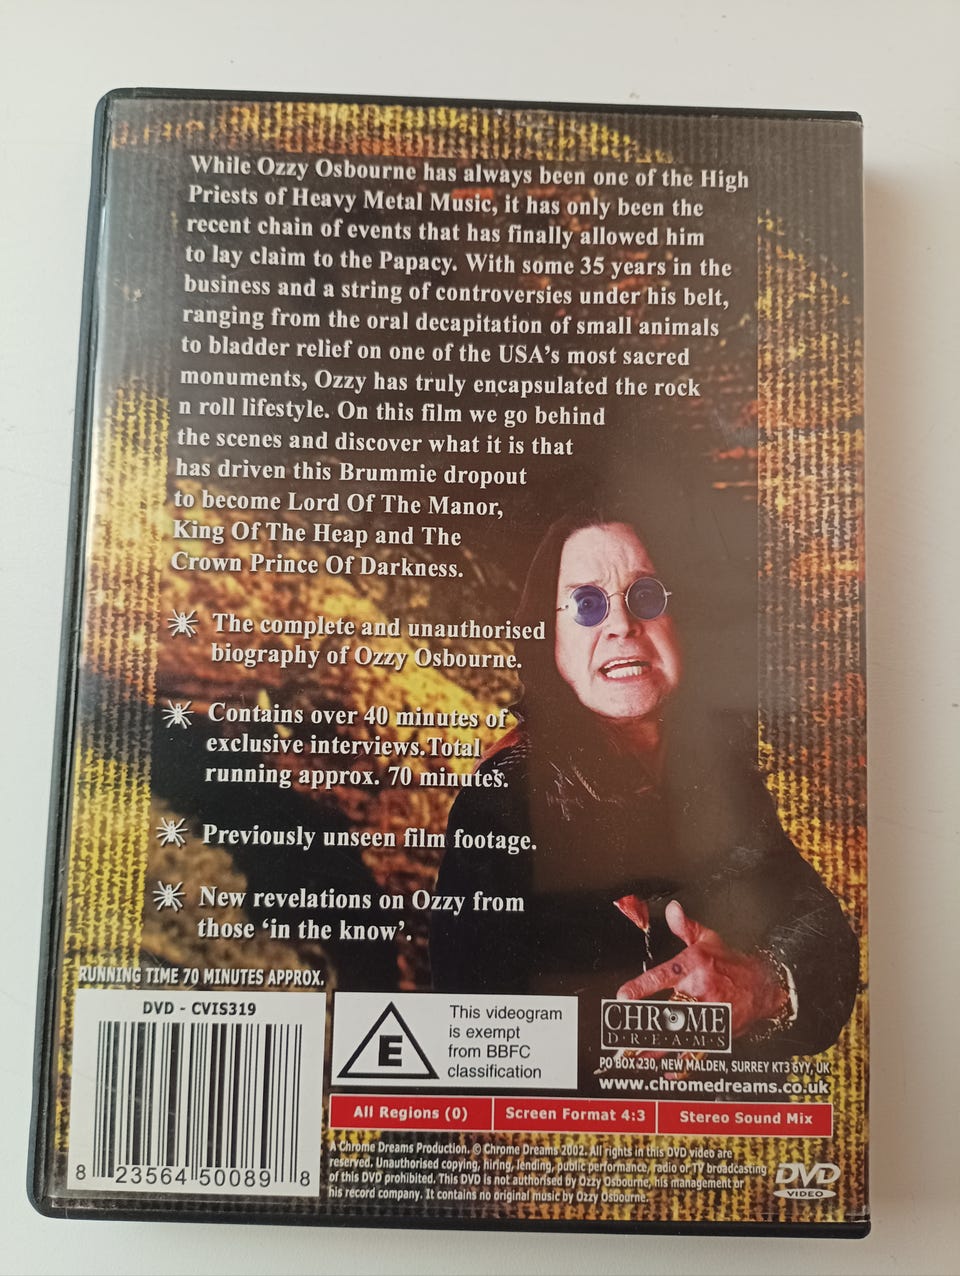 While Ozzy Osbourne has always been one of the High
Priests of Heavy Metal Music, it has only been the
recent chain of events that has finally allowed him
to lay claim to the Papacy. With some 35 years in the
business and a string of controversies under his belt,
ranging from the oral decapitation of small animals
to bladder relief on one of the USA's most sacred
monuments, Ozzy has truly encapsulated the rock
n roll lifestyle. On this film we go behind
the scenes and discover what it is that
has driven this Brummie dropout
to become Lord Of The Manor,
King Of The Heap and The
Crown Prince Of Darkness.
The complete and unauthorised
biography of Ozzy Osbourne.
Contains over 40 minutes of
exclusive interviews.Total
running approx. 70 minutes.
Previously unseen film footage.
New revelations on Ozzy from
those 'in the know'.
RUNNING TIME 70 MINUTES APPROX.
DVD - CVIS319
8 23564 50089 8
E
This videogram
is exempt
from BBFC
classification
CHROME
D·R·E·A·M·S
PO BOX 230, NEW MALDEN, SURREY KT3 6YY, UK
www.chromedreams.co.uk
All Regions (0)
Screen Format 4:3
Stereo Sound Mix
A Chrome Dreams Production. © Chrome Dreams 2002. All rights in this DVD video are
reserved. Unauthorised copying, hiring, lending, public performance, radio or TV broadcasting
of this DVD prohibited. This DVD is not authorised by Ozzy Osbourne, his management or
his record company. It contains no original music by Ozzy Osbourne.
DVD
VIDEO